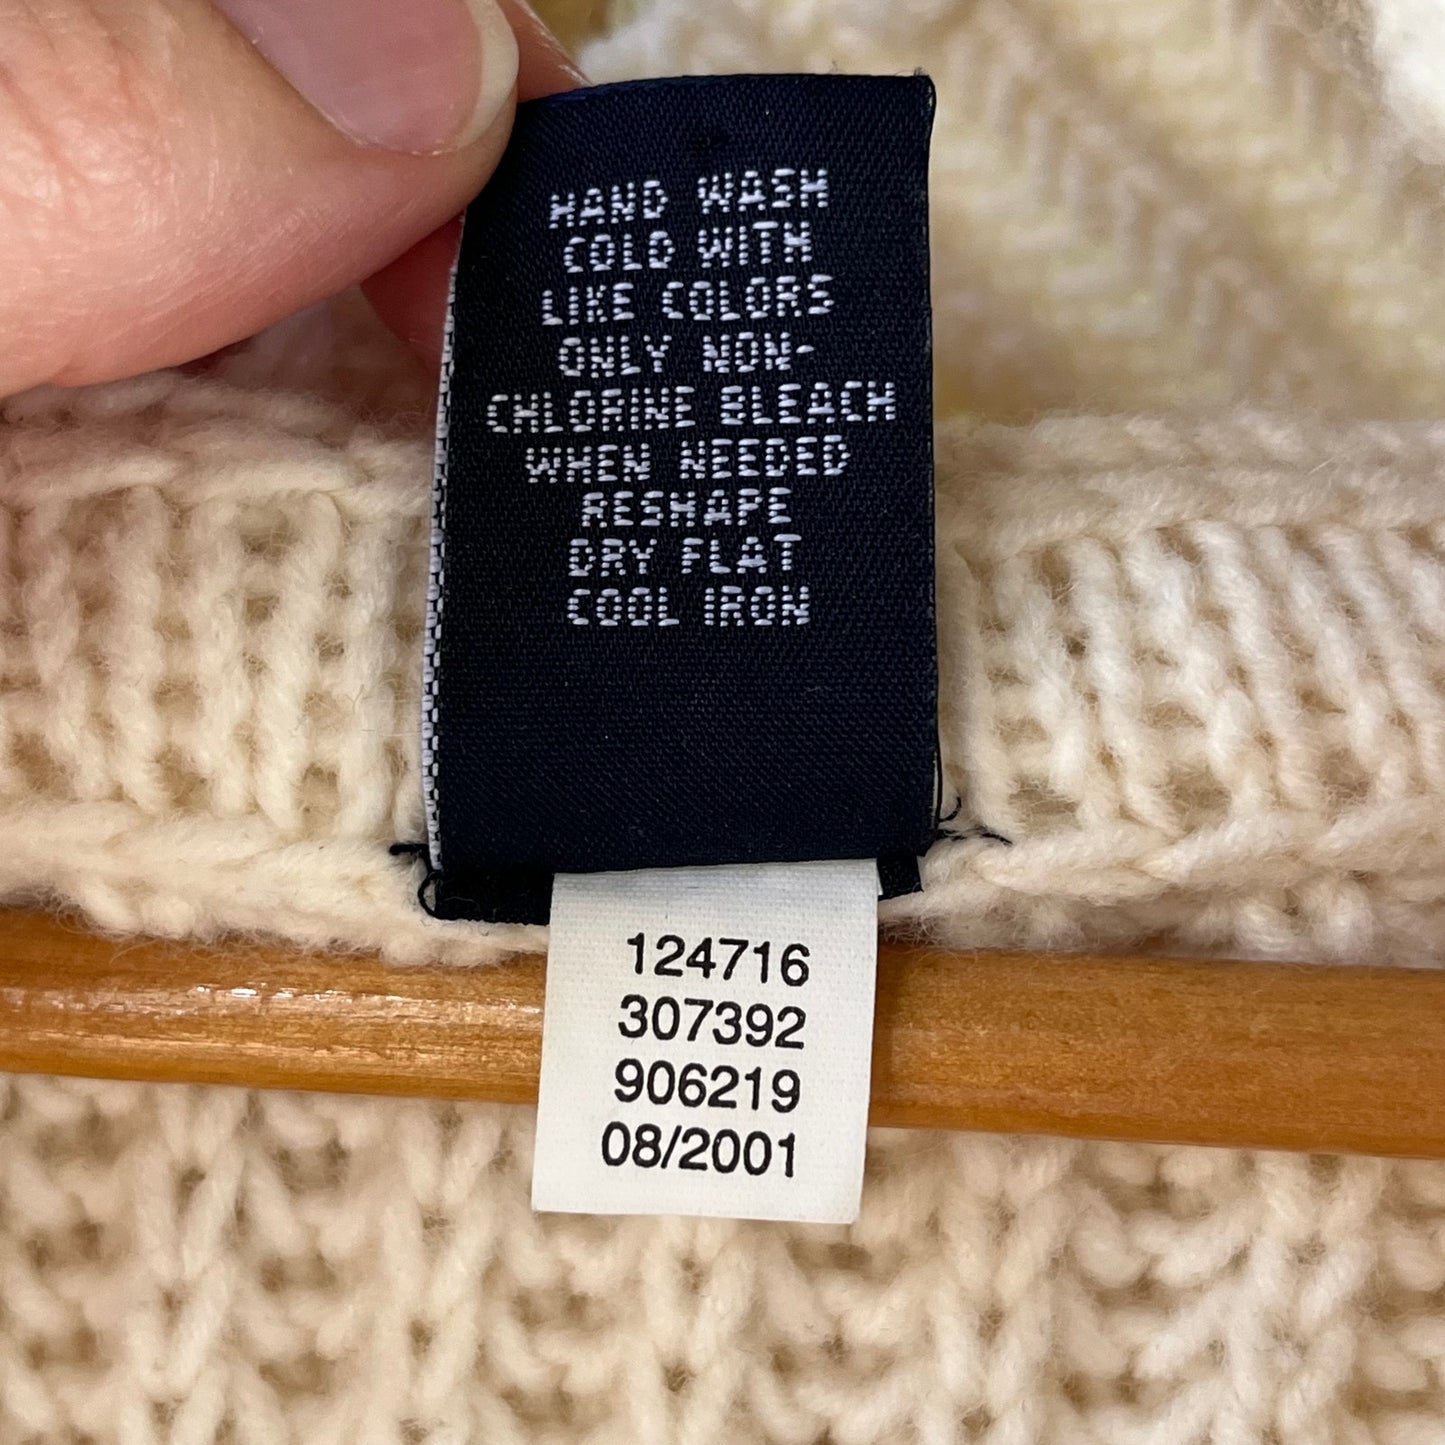 HAND WASH
COLD WITH
LIKE COLORS
ONLY NON-
CHLORINE BLEACH
WHEN NEEDED
RESHAPE
DRY FLAT
COOL IRON
124716
307392
906219
08/2001